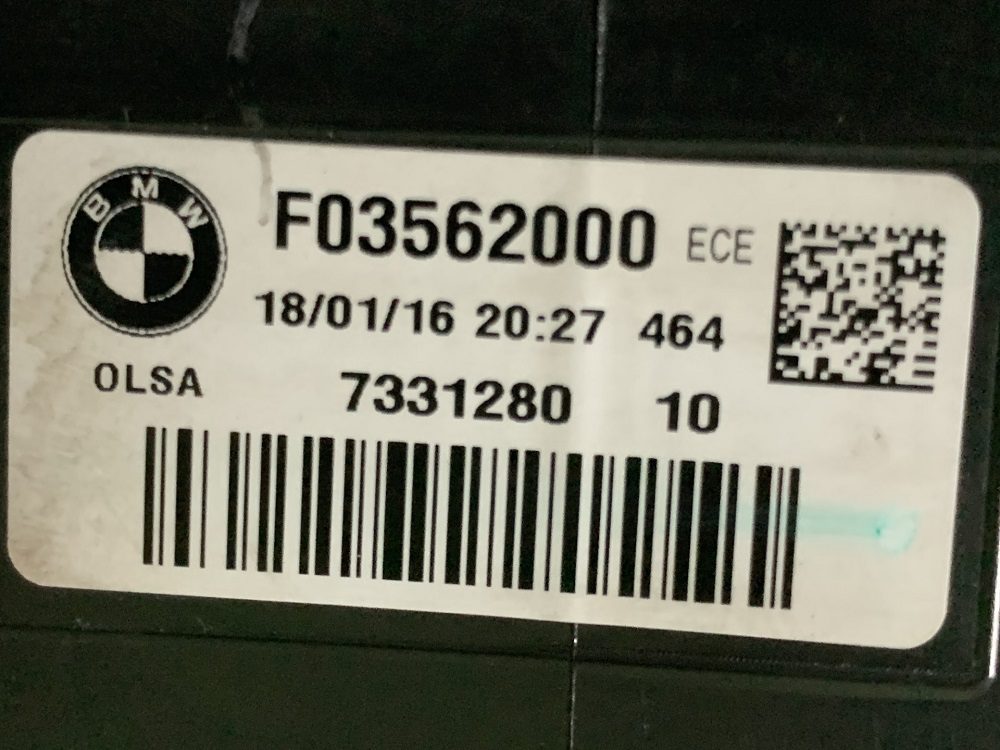 BMW
F03562000 ECE
18/01/16 20:27 464
OLSA 7331280 10